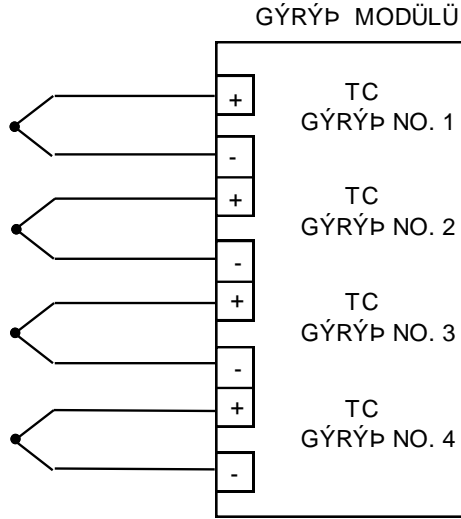 GÝRÝÞ MODÜLÜ
+
TC
GÝRÝÞ NO. 1
-
+
TC
GÝRÝÞ NO. 2
-
+
TC
GÝRÝÞ NO. 3
-
+
TC
GÝRÝÞ NO. 4
-